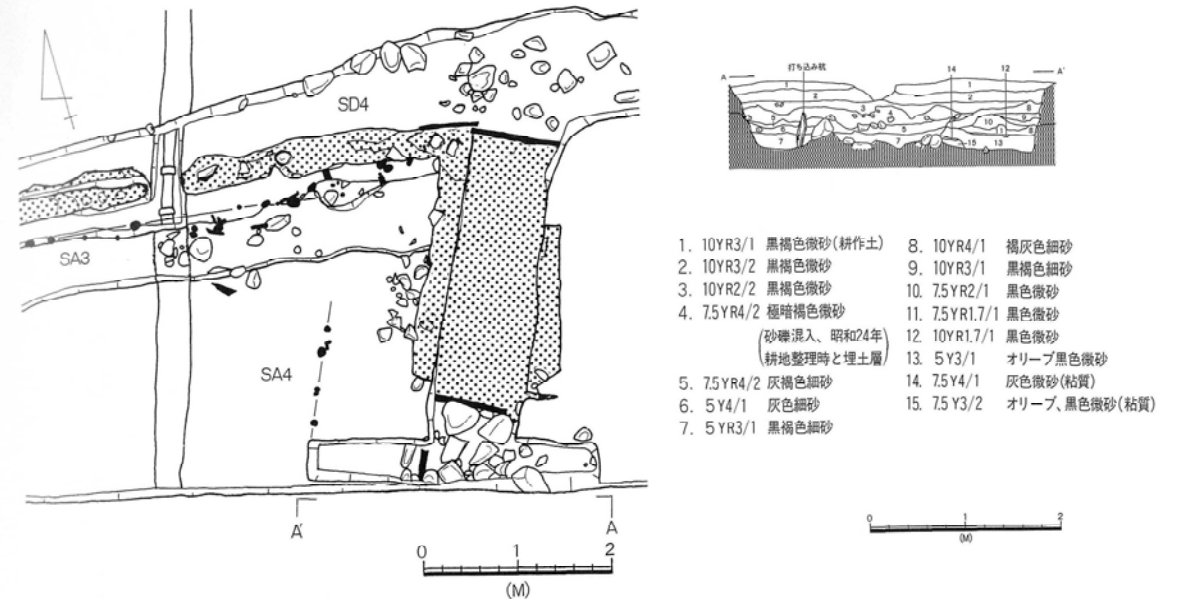 SD4
SA3
SA4
A'
A
0 1 2
(M)
打ち込み杭
14
12
A
A'
1
1
2
2
3
8
5
5
10
6
1
8
7
7
15
13
1. 10YR3/1 黒褐色微砂(耕作土)
2. 10YR3/2 黒褐色微砂
3. 10YR2/2 黒褐色微砂
4. 7.5YR4/2 極暗褐色微砂
(砂礫混入、昭和24年
耕地整理時と埋土層)
5. 7.5YR4/2 灰褐色細砂
6. 5Y4/1 灰色細砂
7. 5YR3/1 黒褐色細砂
8. 10YR4/1 褐灰色細砂
9. 10YR3/1 黒褐色細砂
10. 7.5YR2/1 黒色微砂
11. 7.5YR1.7/1 黒色微砂
12. 10YR1.7/1 黒色微砂
13. 5Y3/1 オリーブ黒色微砂
14. 7.5Y4/1 灰色微砂(粘質)
15. 7.5Y3/2 オリーブ、黒色微砂(粘質)
0 1 2
(M)